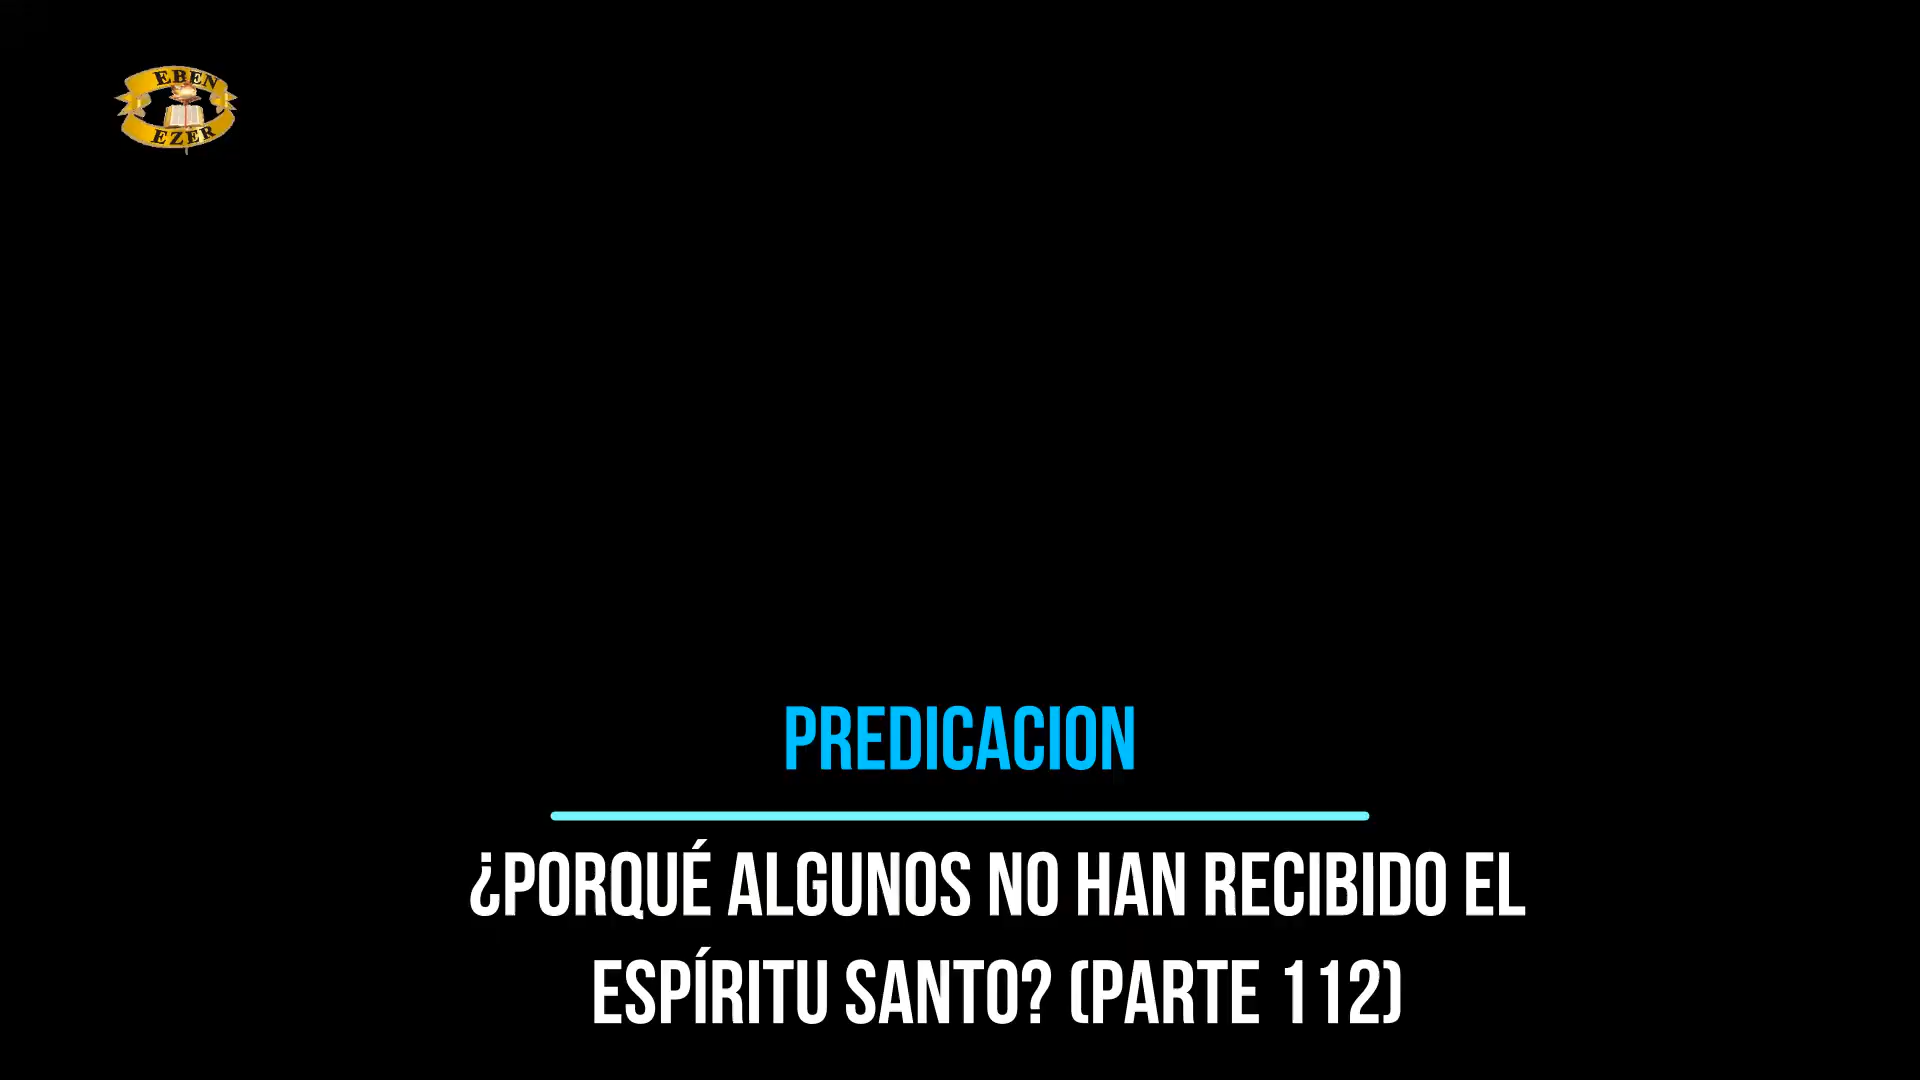 EBEN
EZER
PREDICACION
¿PORQUÉ ALGUNOS NO HAN RECIBIDO EL
ESPÍRITU SANTO? (PARTE 112)